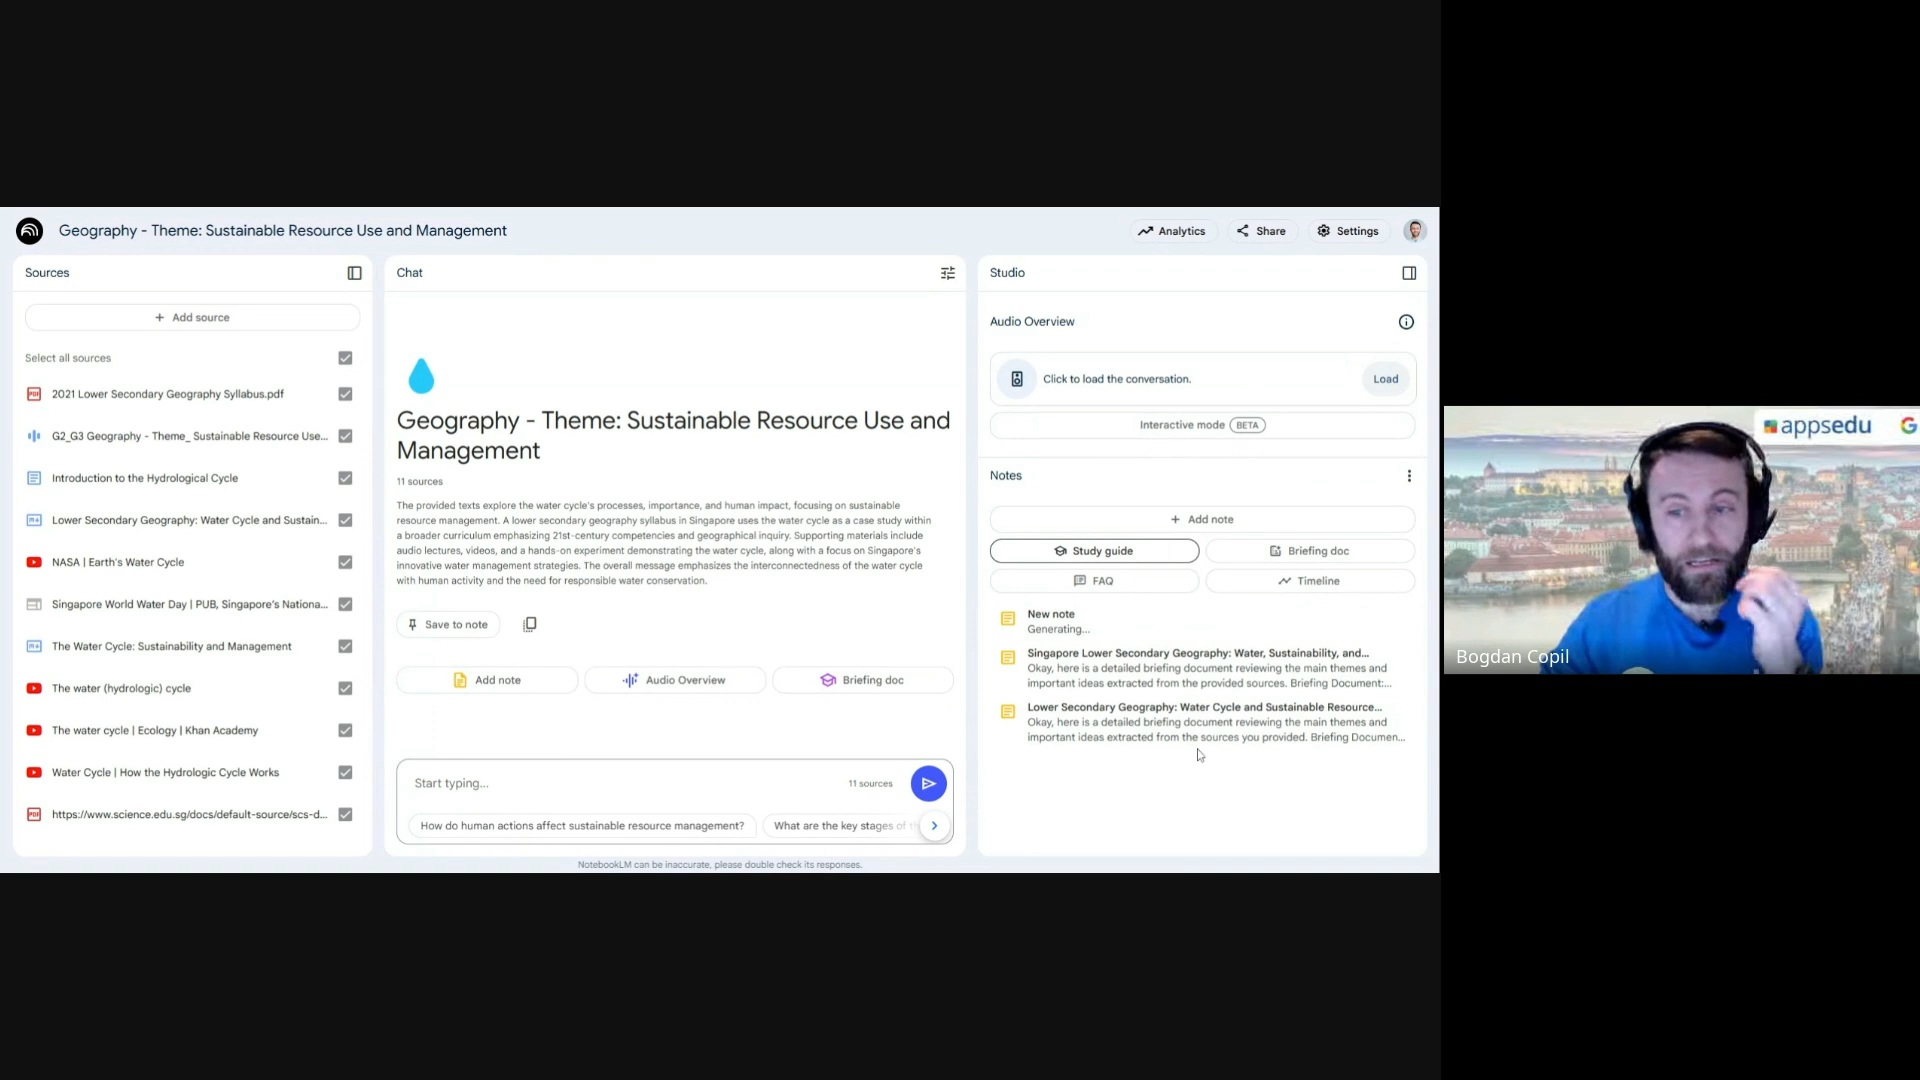 Geography - Theme: Sustainable Resource Use and Management
Analytics
Share
Settings
Sources
Add source
Select all sources
2021 Lower Secondary Geography Syllabus.pdf
G2_G3 Geography - Theme_ Sustainable Resource Use...
Introduction to the Hydrological Cycle
Lower Secondary Geography: Water Cycle and Sustain...
NASA | Earth's Water Cycle
Singapore World Water Day | PUB, Singapore's Nationa...
The Water Cycle: Sustainability and Management
The water (hydrologic) cycle
The water cycle | Ecology | Khan Academy
Water Cycle | How the Hydrologic Cycle Works
https://www.science.edu.sg/docs/default-source/scs-d...
Chat
Geography - Theme: Sustainable Resource Use and
Management
11 sources
The provided texts explore the water cycle's processes, importance, and human impact, focusing on sustainable
resource management. A lower secondary geography syllabus in Singapore uses the water cycle as a case study within
a broader curriculum emphasizing 21st-century competencies and geographical inquiry. Supporting materials include
audio lectures, videos, and a hands-on experiment demonstrating the water cycle, along with a focus on Singapore's
innovative water management strategies. The overall message emphasizes the interconnectedness of the water cycle
with human activity and the need for responsible water conservation.
Save to note
Add note
Audio Overview
Briefing doc
Start typing...
11 sources
How do human actions affect sustainable resource management?
What are the key stages of
NotebookLM can be inaccurate, please double check its responses.
Studio
Audio Overview
Click to load the conversation.
Load
Interactive mode BETA
Notes
Add note
Study guide
Briefing doc
FAQ
Timeline
New note
Generating...
Singapore Lower Secondary Geography: Water, Sustainability, and...
Okay, here is a detailed briefing document reviewing the main themes and
important ideas extracted from the provided sources. Briefing Document:...
Lower Secondary Geography: Water Cycle and Sustainable Resource...
Okay, here is a detailed briefing document reviewing the main themes and
important ideas extracted from the sources you provided. Briefing Documen...
appsedu G
Bogdan Copil